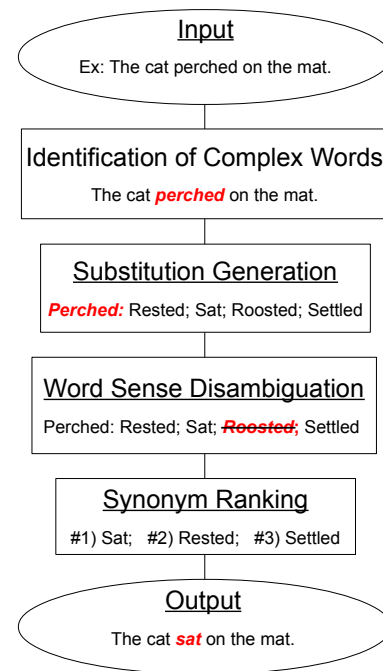 Input
Ex: The cat perched on the mat.
Identification of Complex Words
The cat perched on the mat.
Substitution Generation
Perched: Rested; Sat; Roosted; Settled
Word Sense Disambiguation
Perched: Rested; Sat; Roosted; Settled
Synonym Ranking
#1) Sat; #2) Rested; #3) Settled
Output
The cat sat on the mat.